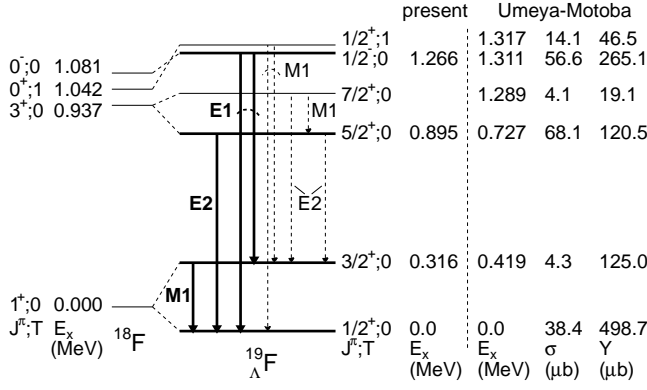 present Umeya-Motoba
1/2⁺;1 1.317 14.1 46.5
0⁻;0 1.081 1/2⁻;0 1.266 1.311 56.6 265.1
M1
0⁺;1 1.042 7/2⁺;0 1.289 4.1 19.1
3⁺;0 0.937 E1 M1
5/2⁺;0 0.895 0.727 68.1 120.5
E2 E2
3/2⁺;0 0.316 0.419 4.3 125.0
M1
1⁺;0 0.000
1/2⁺;0 0.0 0.0 38.4 498.7
J^π;T Eₓ ¹⁸F ¹⁹_ΛF J^π;T Eₓ Eₓ σ Y
(MeV) (MeV) (MeV) (μb) (μb)